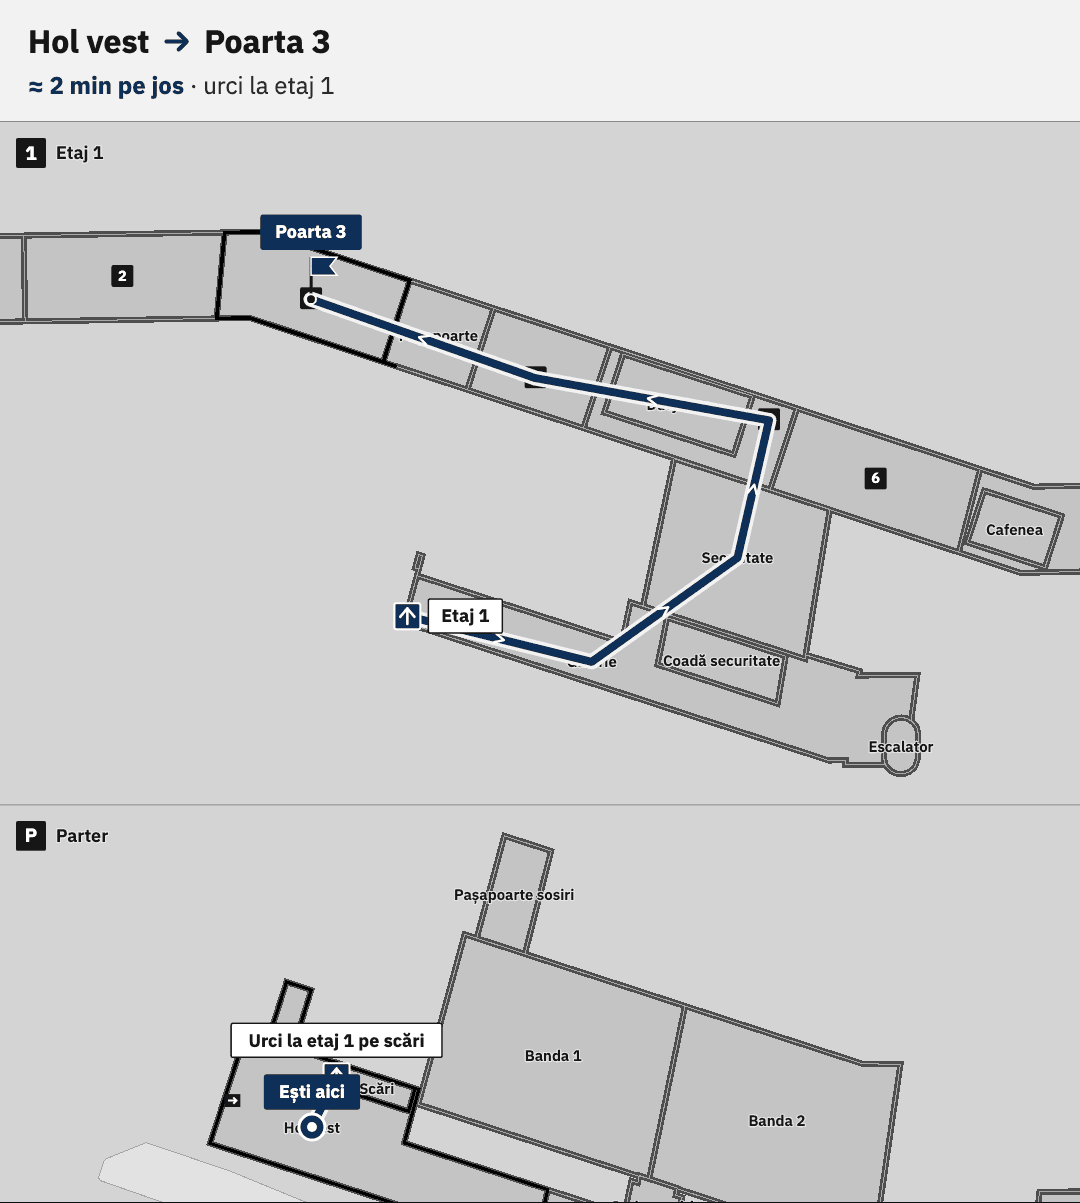 Hol vest → Poarta 3
≈ 2 min pe jos · urci la etaj 1
1 Etaj 1
Poarta 3
2
6
Cafenea
Etaj 1
Coadă securitate
Escalator
P Parter
Pașapoarte sosiri
Urci la etaj 1 pe scări
Banda 1
Ești aici
Scări
Banda 2